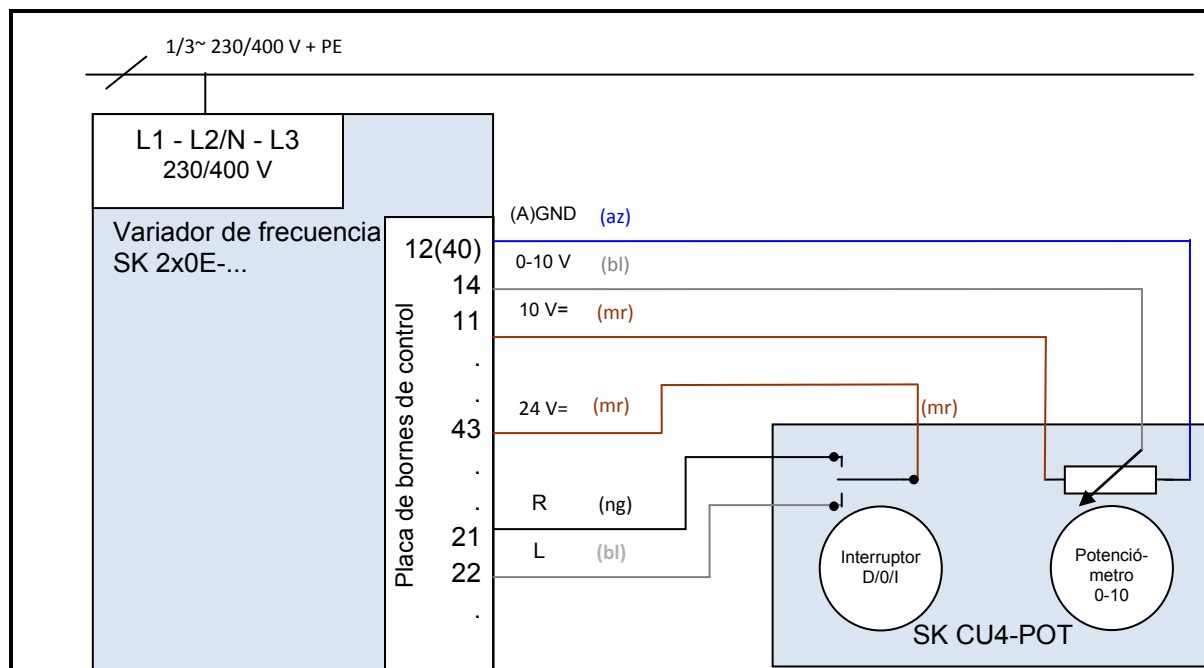 1/3~ 230/400 V + PE
L1 - L2/N - L3
230/400 V
Variador de frecuencia
SK 2x0E-...
Placa de bornes de control
12(40)
14
11
.
.
43
.
.
21
22
.
(A)GND (az)
0-10 V (bl)
10 V= (mr)
24 V= (mr)
(mr)
R (ng)
L (bl)
Interruptor
D/0/I
Potenció-
metro
0-10
SK CU4-POT